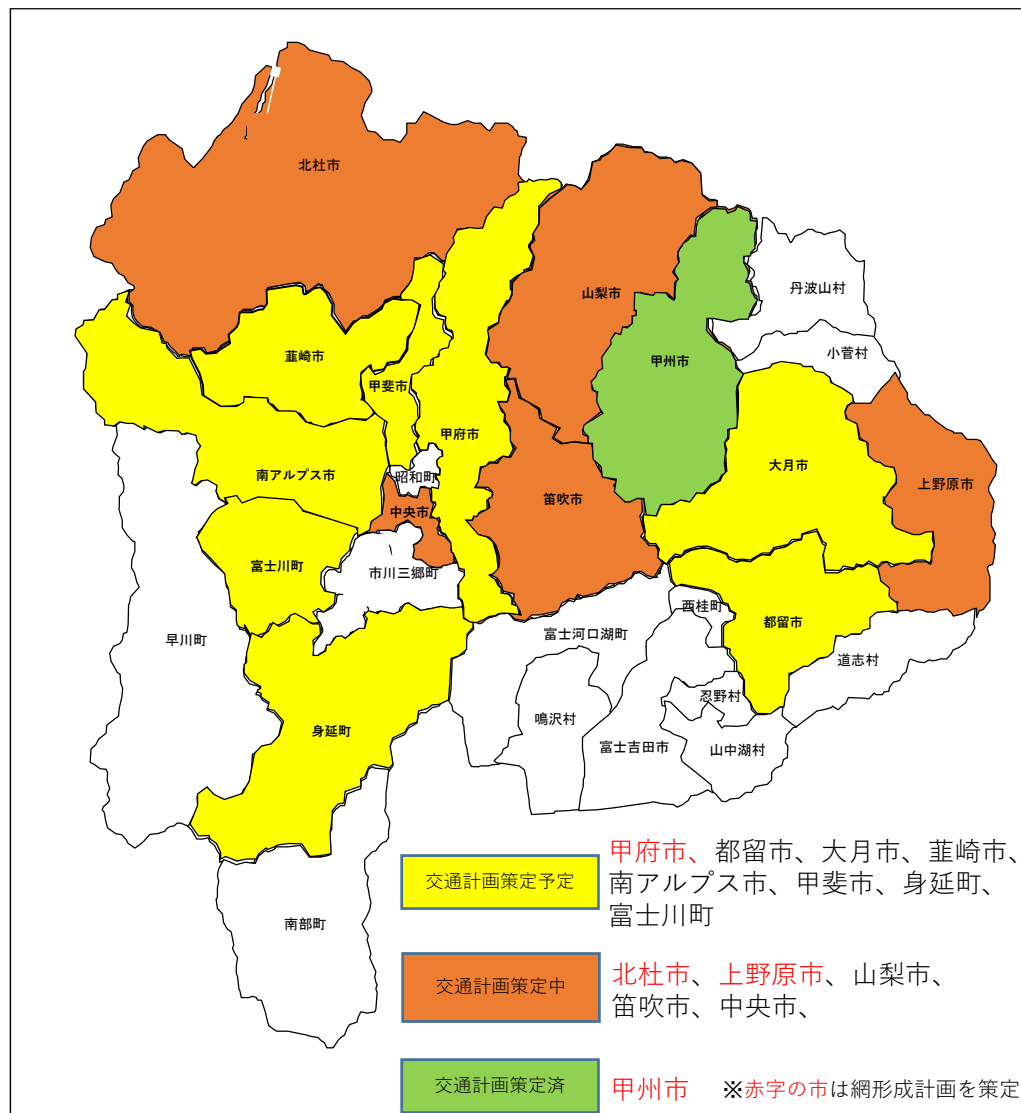 北杜市
山梨市
丹波山村
小菅村
韮崎市
甲州市
甲斐市
甲府市
大月市
南アルプス市
昭和町
上野原市
笛吹市
中央市
富士川町
市川三郷町
西桂町
早川町
富士河口湖町
都留市
道志村
忍野村
鳴沢村
身延町
富士吉田市
山中湖村
南部町
交通計画策定予定
甲府市、都留市、大月市、韮崎市、
南アルプス市、甲斐市、身延町、
富士川町
交通計画策定中
北杜市、上野原市、山梨市、
笛吹市、中央市、
交通計画策定済
甲州市 ※赤字の市は網形成計画を策定